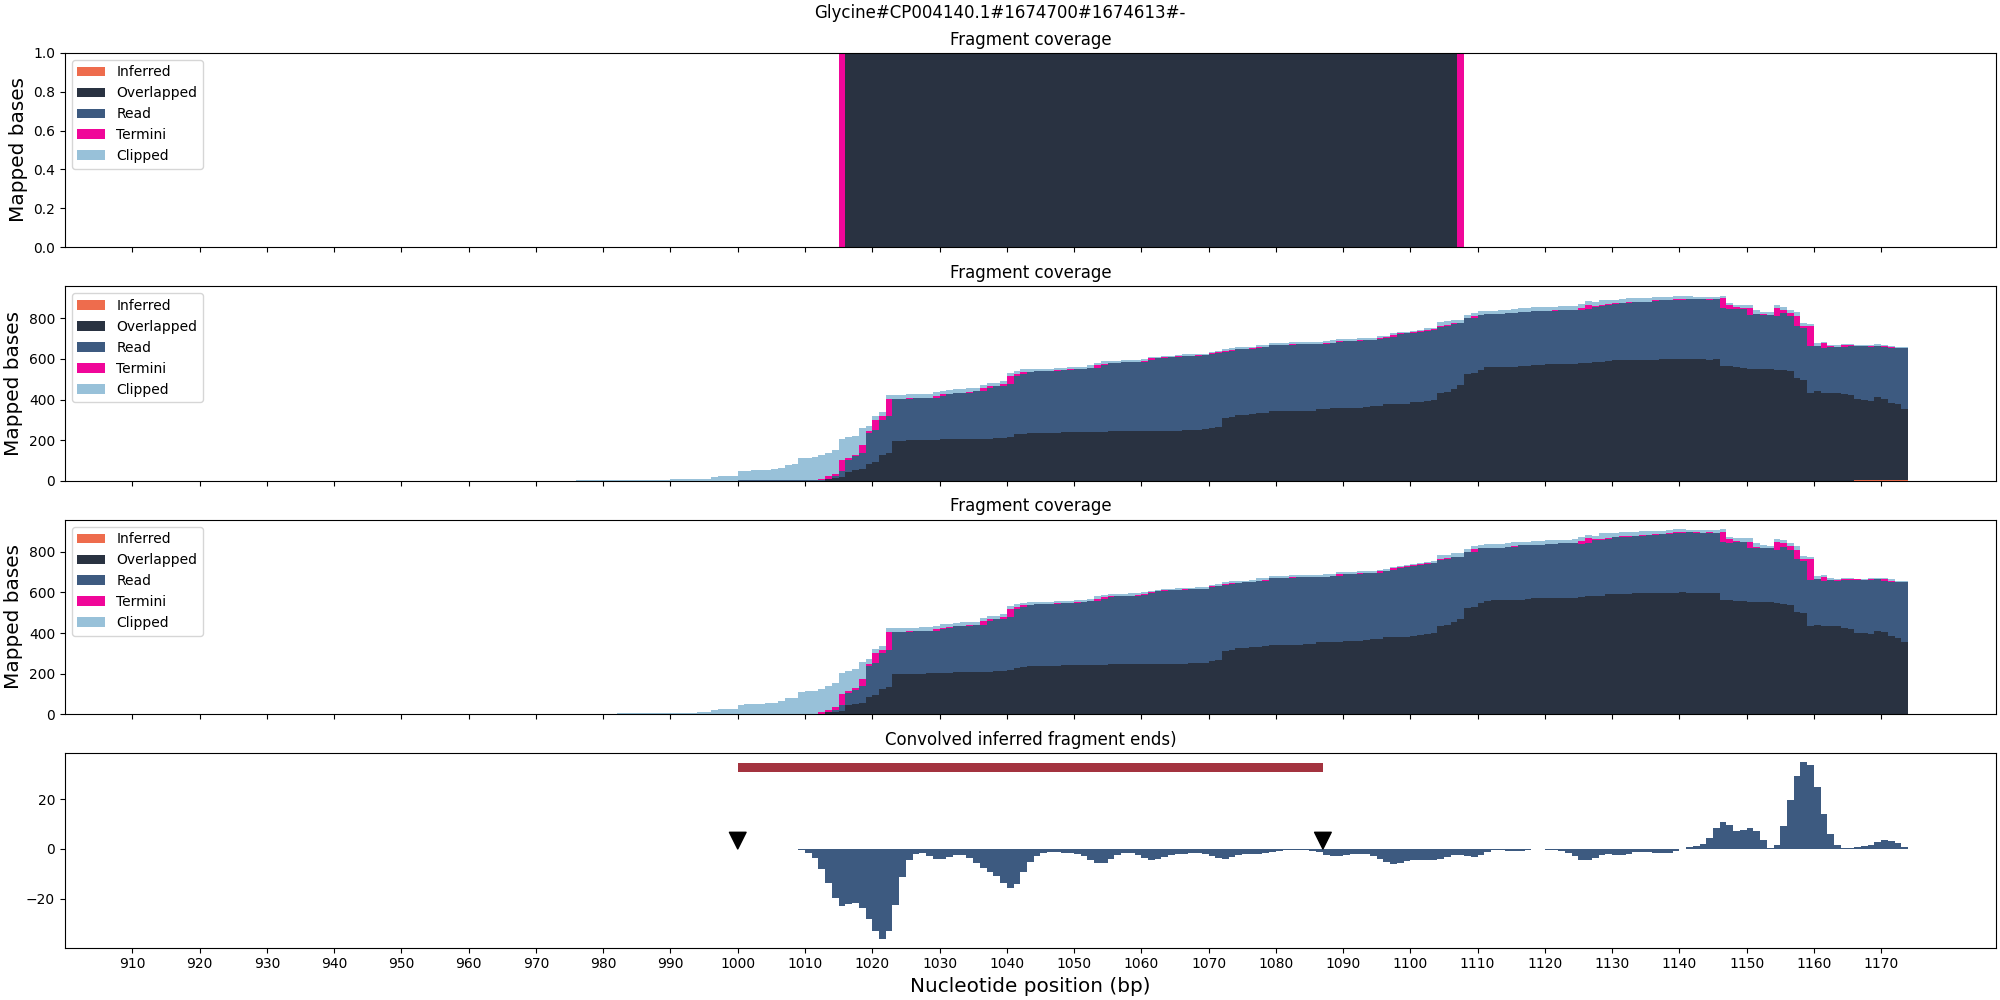 Glycine#CP004140.1#1674700#1674613#-
Fragment coverage
Mapped bases
1.0
0.8
0.6
0.4
0.2
0.0
Inferred
Overlapped
Read
Termini
Clipped
Fragment coverage
Mapped bases
800
600
400
200
0
Inferred
Overlapped
Read
Termini
Clipped
Fragment coverage
Mapped bases
800
600
400
200
0
Inferred
Overlapped
Read
Termini
Clipped
Convolved inferred fragment ends)
20
0
−20
910 920 930 940 950 960 970 980 990 1000 1010 1020 1030 1040 1050 1060 1070 1080 1090 1100 1110 1120 1130 1140 1150 1160 1170
Nucleotide position (bp)